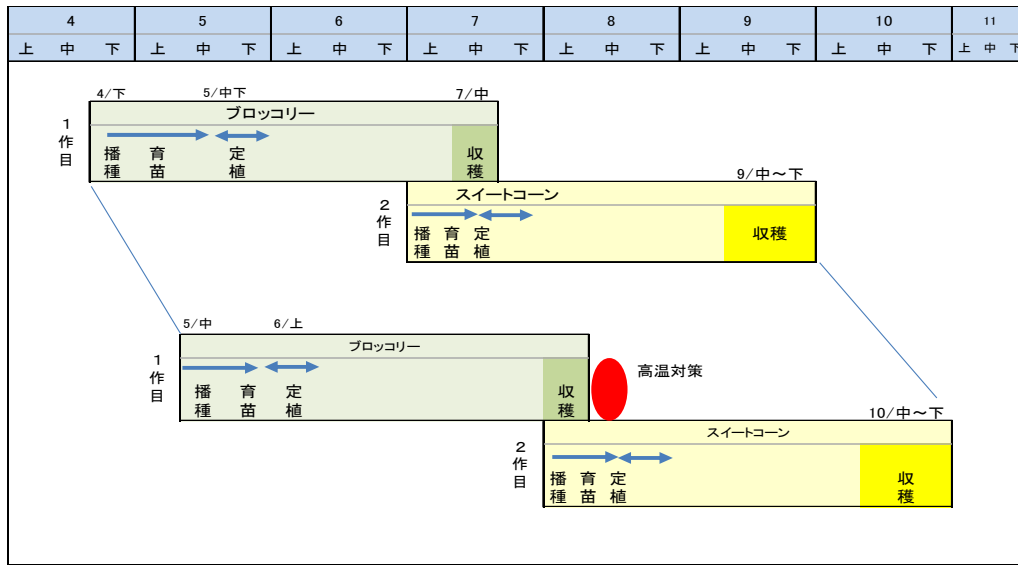 4 5 6 7 8 9 10 11
上 中 下 上 中 下 上 中 下 上 中 下 上 中 下 上 中 下 上 中 下 上 中 下
4/下 5/中下 7/中
ブロッコリー
1作目
播種 育苗 定植 収穫
9/中～下
スイートコーン
2作目
播種 育苗 定植 収穫
5/中 6/上
ブロッコリー
1作目
播種 育苗 定植 収穫
高温対策
10/中～下
スイートコーン
2作目
播種 育苗 定植 収穫